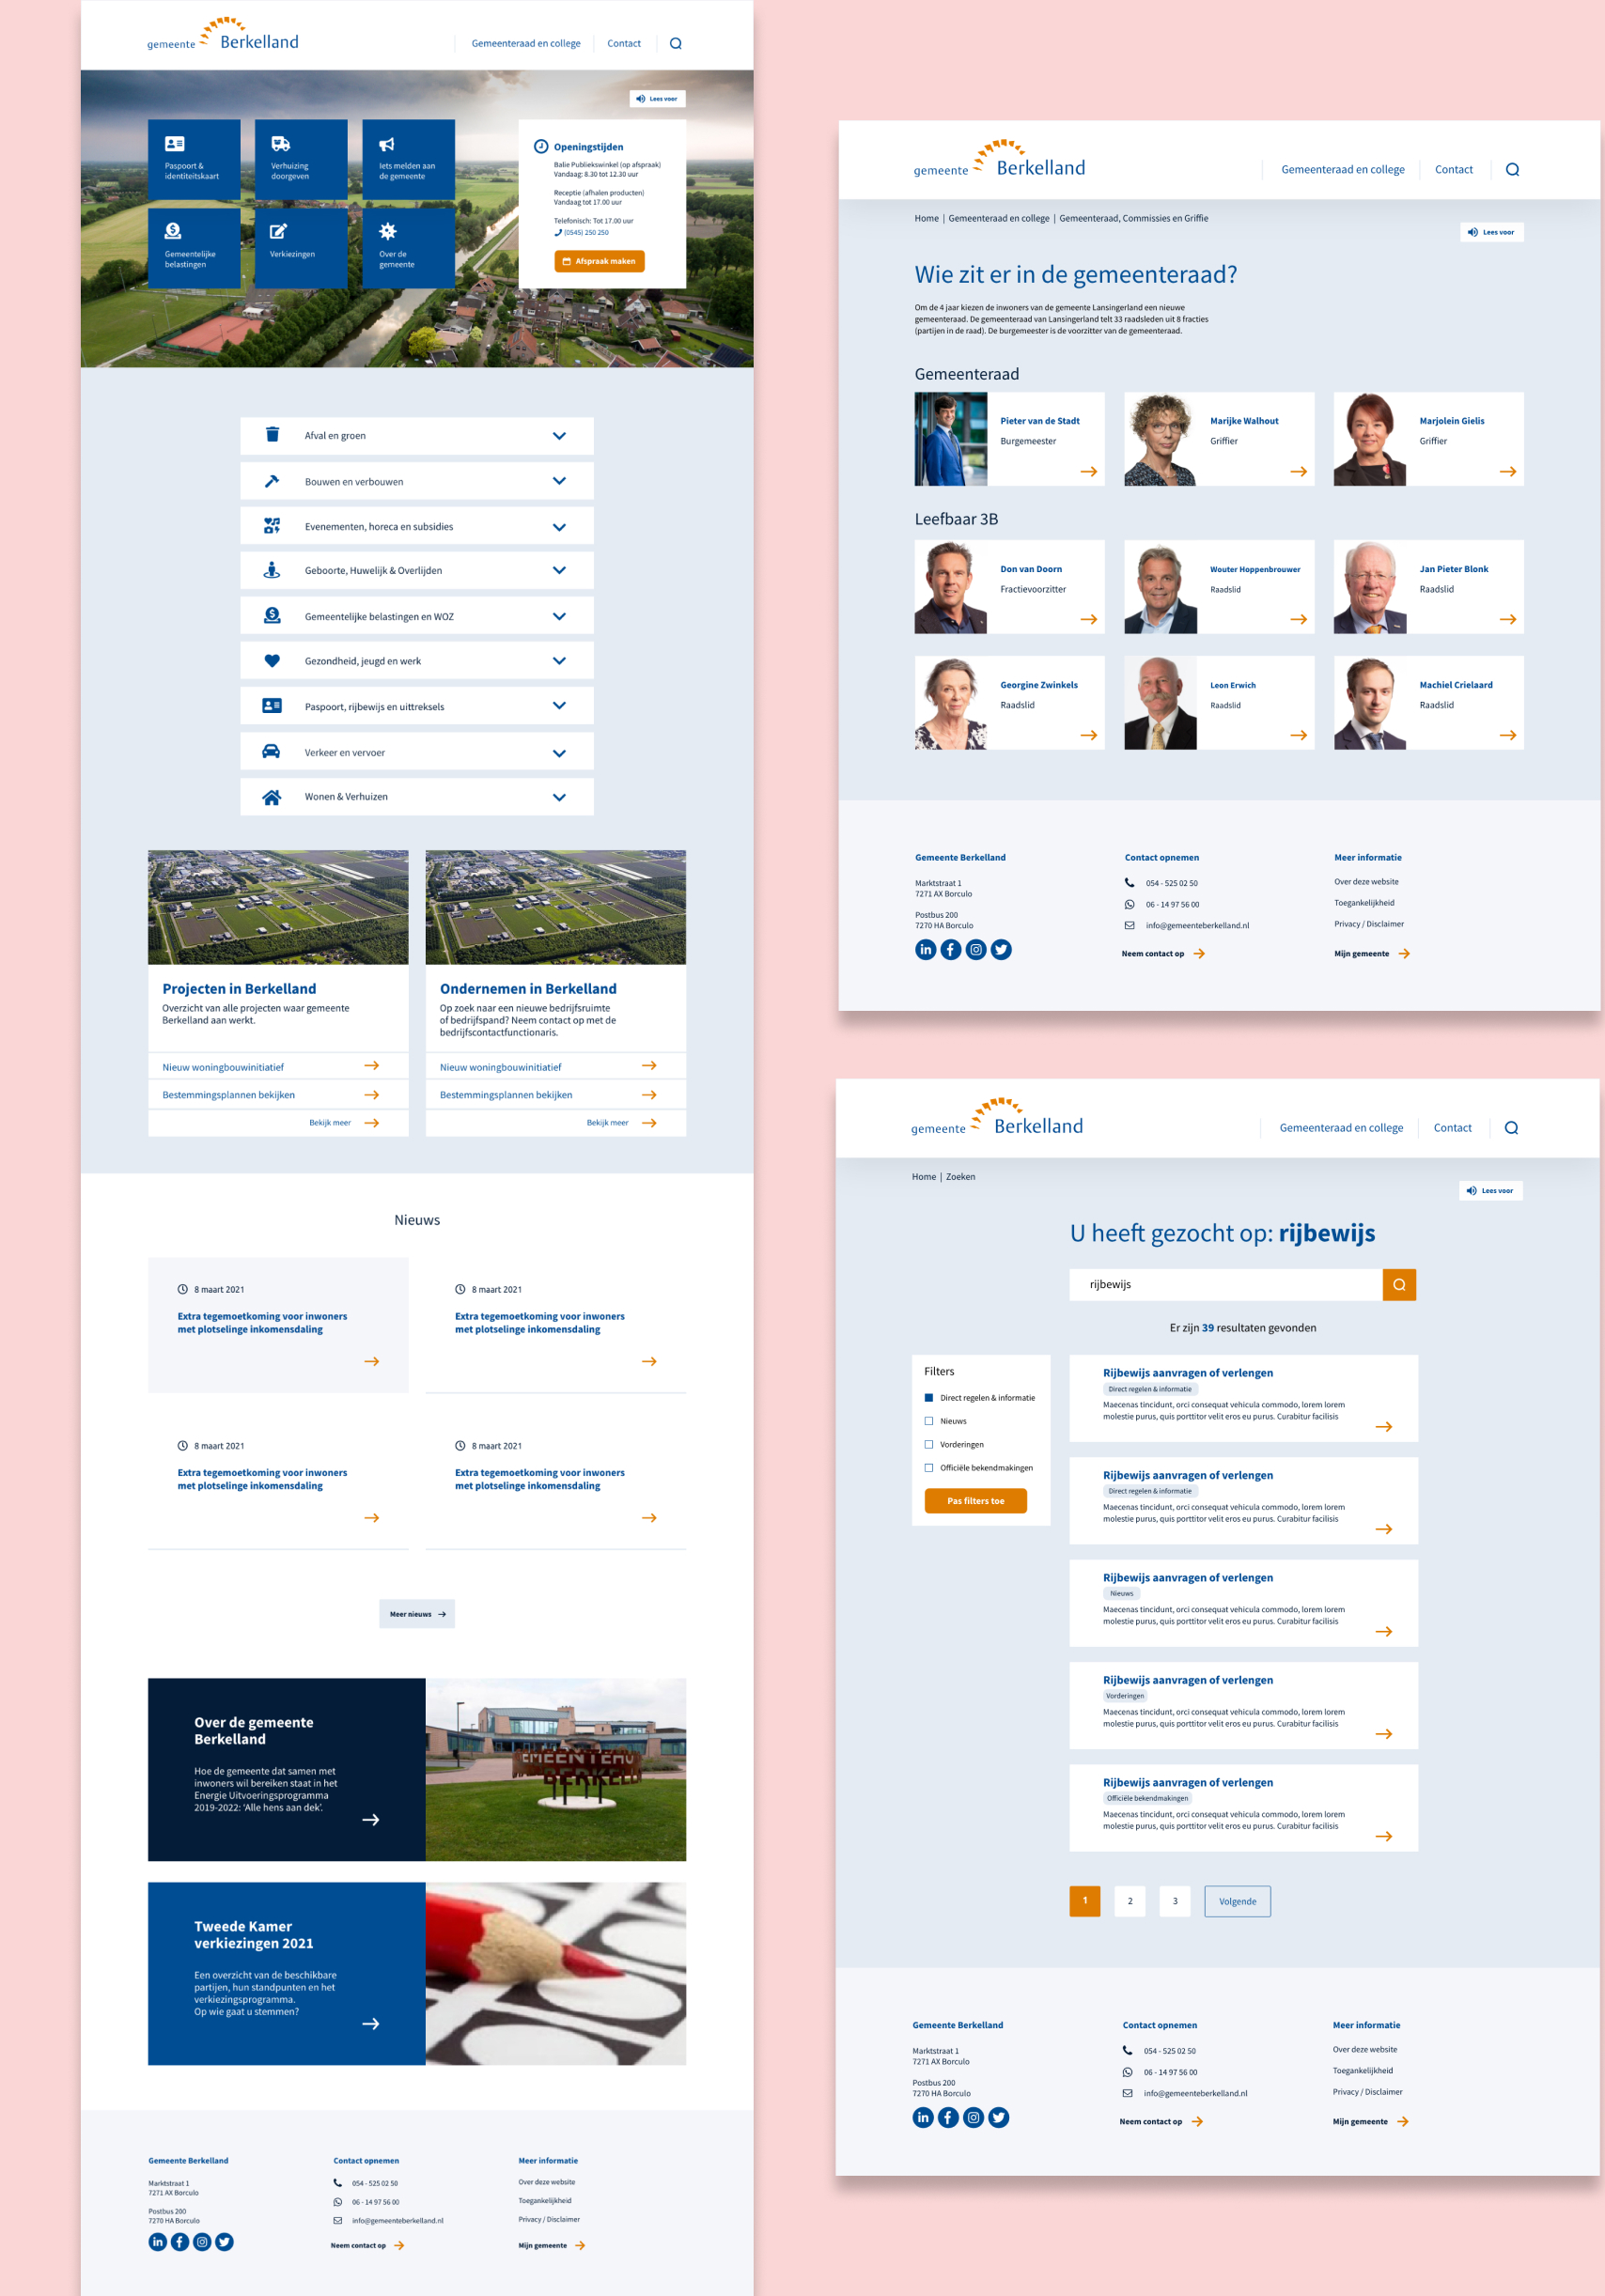 gemeente Berkelland
Gemeenteraad en college
Contact
Lees voor
Paspoort &
identiteitskaart
Verhuizing
doorgeven
Iets melden aan
de gemeente
Gemeentelijke
belastingen
Verkiezingen
Over de
gemeente
Openingstijden
Balie Publiekswinkel (op afspraak)
Vandaag: 8.30 tot 12.30 uur
Receptie (afhalen producten)
Vandaag tot 17.00 uur
Telefonisch: Tot 17.00 uur
(0545) 250 250
Afspraak maken
Afval en groen
Bouwen en verbouwen
Evenementen, horeca en subsidies
Geboorte, Huwelijk & Overlijden
Gemeentelijke belastingen en WOZ
Gezondheid, jeugd en werk
Paspoort, rijbewijs en uittreksels
Verkeer en vervoer
Wonen & Verhuizen
Projecten in Berkelland
Overzicht van alle projecten waar gemeente
Berkelland aan werkt.
Nieuw woningbouwinitiatief
Bestemmingsplannen bekijken
Bekijk meer
Ondernemen in Berkelland
Op zoek naar een nieuwe bedrijfsruimte
of bedrijfspand? Neem contact op met de
bedrijfscontactfunctionaris.
Nieuw woningbouwinitiatief
Bestemmingsplannen bekijken
Bekijk meer
Nieuws
8 maart 2021
Extra tegemoetkoming voor inwoners
met plotselinge inkomensdaling
8 maart 2021
Extra tegemoetkoming voor inwoners
met plotselinge inkomensdaling
8 maart 2021
Extra tegemoetkoming voor inwoners
met plotselinge inkomensdaling
8 maart 2021
Extra tegemoetkoming voor inwoners
met plotselinge inkomensdaling
Meer nieuws
Over de gemeente
Berkelland
Hoe de gemeente dat samen met
inwoners wil bereiken staat in het
Energie Uitvoeringsprogramma
2019-2022: ‘Alle hens aan dek’.
Tweede Kamer
verkiezingen 2021
Een overzicht van de beschikbare
partijen, hun standpunten en het
verkiezingsprogramma.
Op wie gaat u stemmen?
Gemeente Berkelland
Marktstraat 1
7271 AX Borculo
Postbus 200
7270 HA Borculo
Contact opnemen
054 - 525 02 50
06 - 14 97 56 00
info@gemeenteberkelland.nl
Neem contact op
Meer informatie
Over deze website
Toegankelijkheid
Privacy / Disclaimer
Mijn gemeente
gemeente Berkelland
Gemeenteraad en college
Contact
Home | Gemeenteraad en college | Gemeenteraad, Commissies en Griffie
Lees voor
Wie zit er in de gemeenteraad?
Om de 4 jaar kiezen de inwoners van de gemeente Lansingerland een nieuwe
gemeenteraad. De gemeenteraad van Lansingerland telt 33 raadsleden uit 8 fracties
(partijen in de raad). De burgemeester is de voorzitter van de gemeenteraad.
Gemeenteraad
Pieter van de Stadt
Burgemeester
Marijke Walhout
Griffier
Marjolein Gielis
Griffier
Leefbaar 3B
Don van Doorn
Fractievoorzitter
Wouter Hoppenbrouwer
Raadslid
Jan Pieter Blonk
Raadslid
Georgine Zwinkels
Raadslid
Leon Erwich
Raadslid
Machiel Crielaard
Raadslid
Gemeente Berkelland
Marktstraat 1
7271 AX Borculo
Postbus 200
7270 HA Borculo
Contact opnemen
054 - 525 02 50
06 - 14 97 56 00
info@gemeenteberkelland.nl
Neem contact op
Meer informatie
Over deze website
Toegankelijkheid
Privacy / Disclaimer
Mijn gemeente
gemeente Berkelland
Gemeenteraad en college
Contact
Home | Zoeken
Lees voor
U heeft gezocht op: rijbewijs
rijbewijs
Er zijn 39 resultaten gevonden
Filters
Direct regelen & informatie
Nieuws
Vorderingen
Officiële bekendmakingen
Pas filters toe
Rijbewijs aanvragen of verlengen
Direct regelen & informatie
Maecenas tincidunt, orci consequat vehicula commodo, lorem lorem
molestie purus, quis porttitor velit eros eu purus. Curabitur facilisis
Rijbewijs aanvragen of verlengen
Direct regelen & informatie
Maecenas tincidunt, orci consequat vehicula commodo, lorem lorem
molestie purus, quis porttitor velit eros eu purus. Curabitur facilisis
Rijbewijs aanvragen of verlengen
Nieuws
Maecenas tincidunt, orci consequat vehicula commodo, lorem lorem
molestie purus, quis porttitor velit eros eu purus. Curabitur facilisis
Rijbewijs aanvragen of verlengen
Vorderingen
Maecenas tincidunt, orci consequat vehicula commodo, lorem lorem
molestie purus, quis porttitor velit eros eu purus. Curabitur facilisis
Rijbewijs aanvragen of verlengen
Officiële bekendmakingen
Maecenas tincidunt, orci consequat vehicula commodo, lorem lorem
molestie purus, quis porttitor velit eros eu purus. Curabitur facilisis
1
2
3
Volgende
Gemeente Berkelland
Marktstraat 1
7271 AX Borculo
Postbus 200
7270 HA Borculo
Contact opnemen
054 - 525 02 50
06 - 14 97 56 00
info@gemeenteberkelland.nl
Neem contact op
Meer informatie
Over deze website
Toegankelijkheid
Privacy / Disclaimer
Mijn gemeente